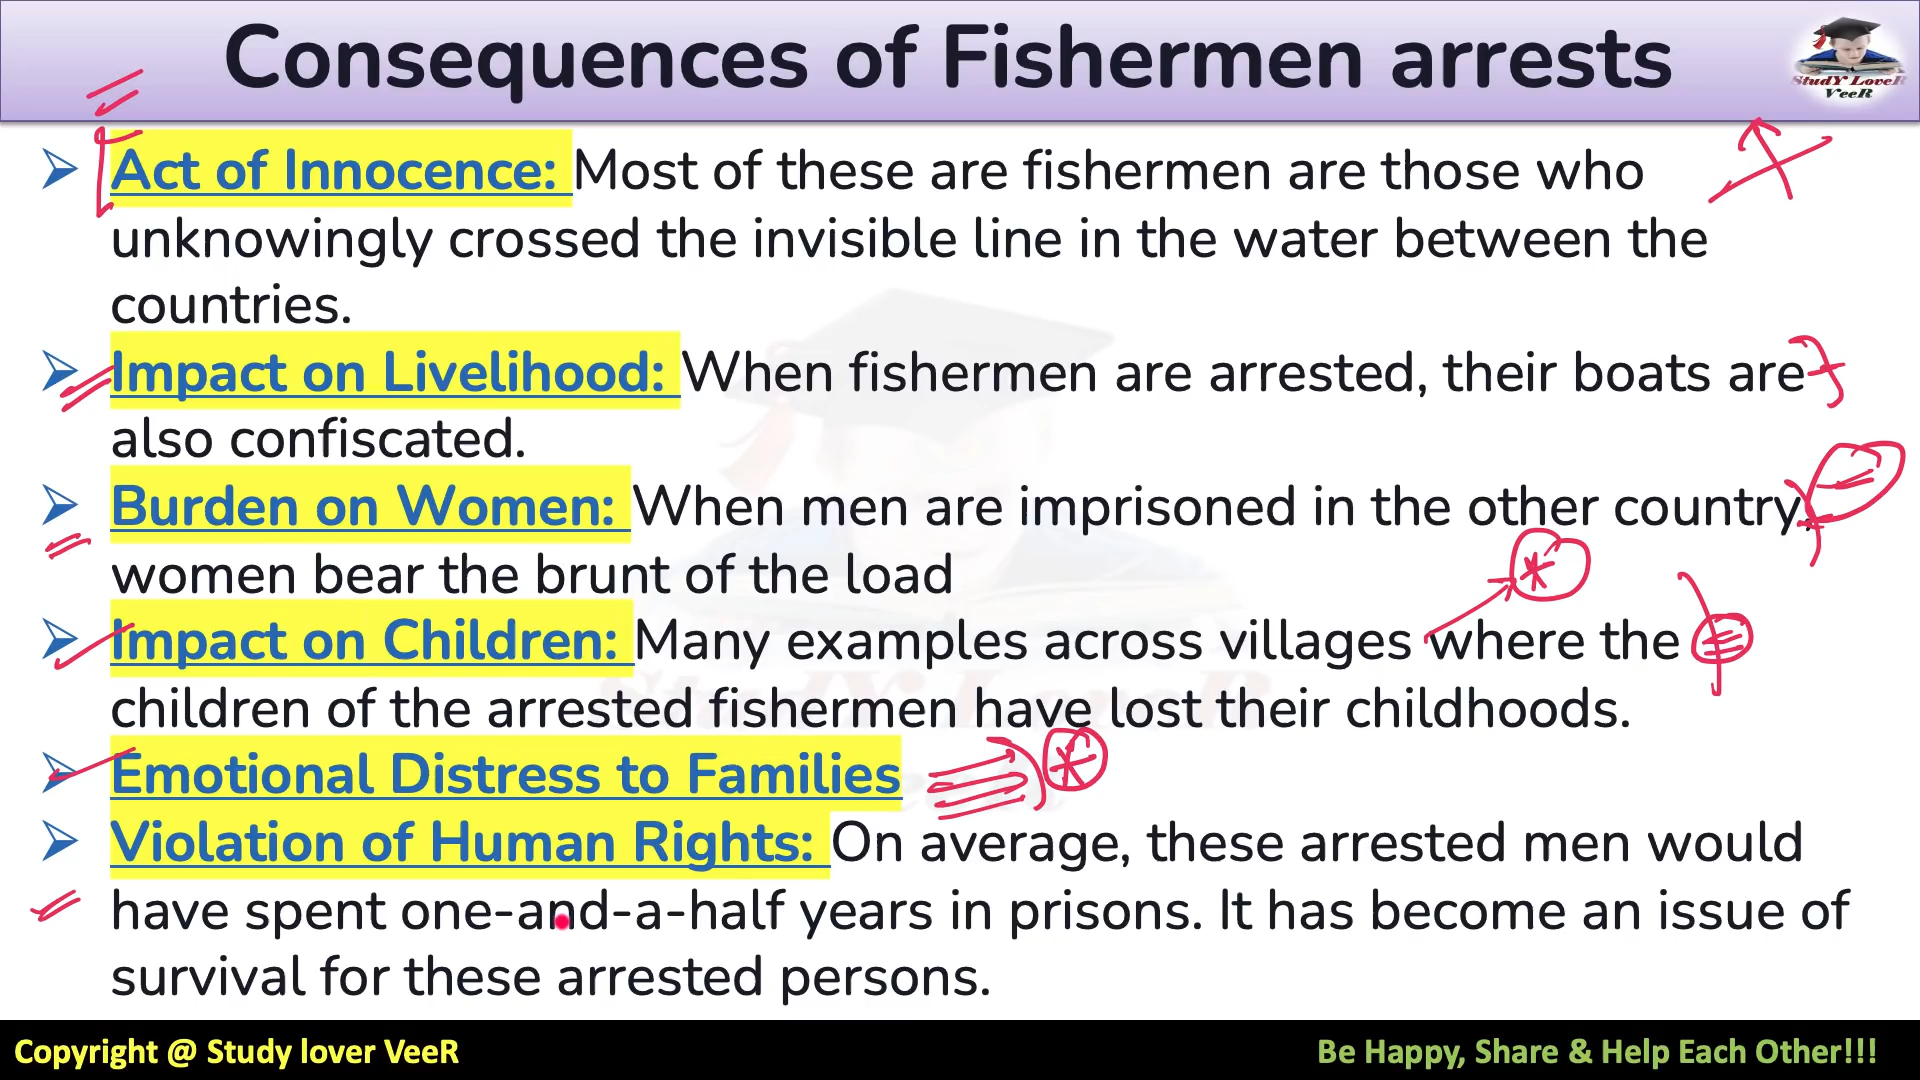 Consequences of Fishermen arrests
StudY LoveR
VeeR
Act of Innocence: Most of these are fishermen are those who
unknowingly crossed the invisible line in the water between the
countries.
Impact on Livelihood: When fishermen are arrested, their boats are
also confiscated.
Burden on Women: When men are imprisoned in the other country,
women bear the brunt of the load
Impact on Children: Many examples across villages where the
children of the arrested fishermen have lost their childhoods.
Emotional Distress to Families
Violation of Human Rights: On average, these arrested men would
have spent one-and-a-half years in prisons. It has become an issue of
survival for these arrested persons.
StudY LoveR
VeeR
Copyright @ Study lover VeeR
Be Happy, Share & Help Each Other!!!